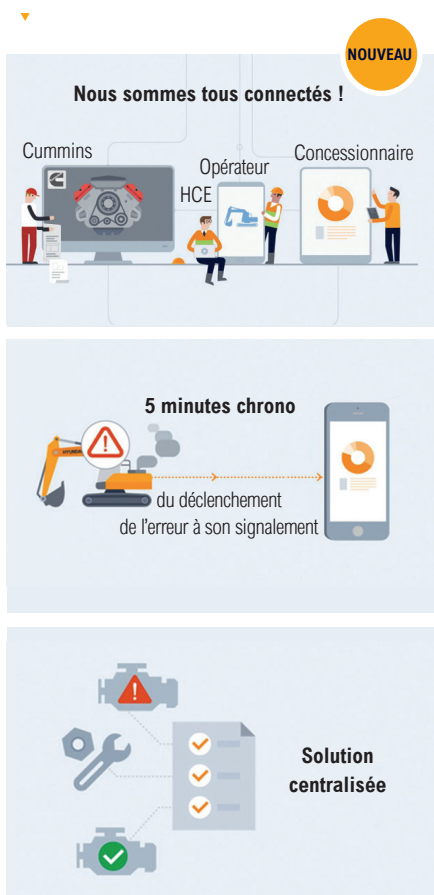 NOUVEAU
Nous sommes tous connectés !
Cummins
Opérateur
Concessionnaire
HCE
5 minutes chrono
HYUNDAI
du déclenchement
de l'erreur à son signalement
Solution
centralisée